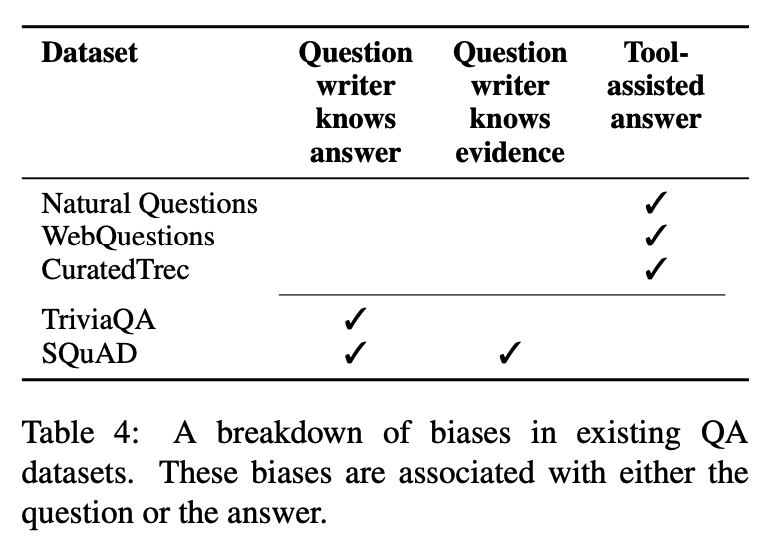 Dataset Question writer knows answer Question writer knows evidence Tool-assisted answer
Natural Questions ✓
WebQuestions ✓
CuratedTrec ✓
TriviaQA ✓
SQuAD ✓ ✓
Table 4: A breakdown of biases in existing QA
datasets. These biases are associated with either the
question or the answer.